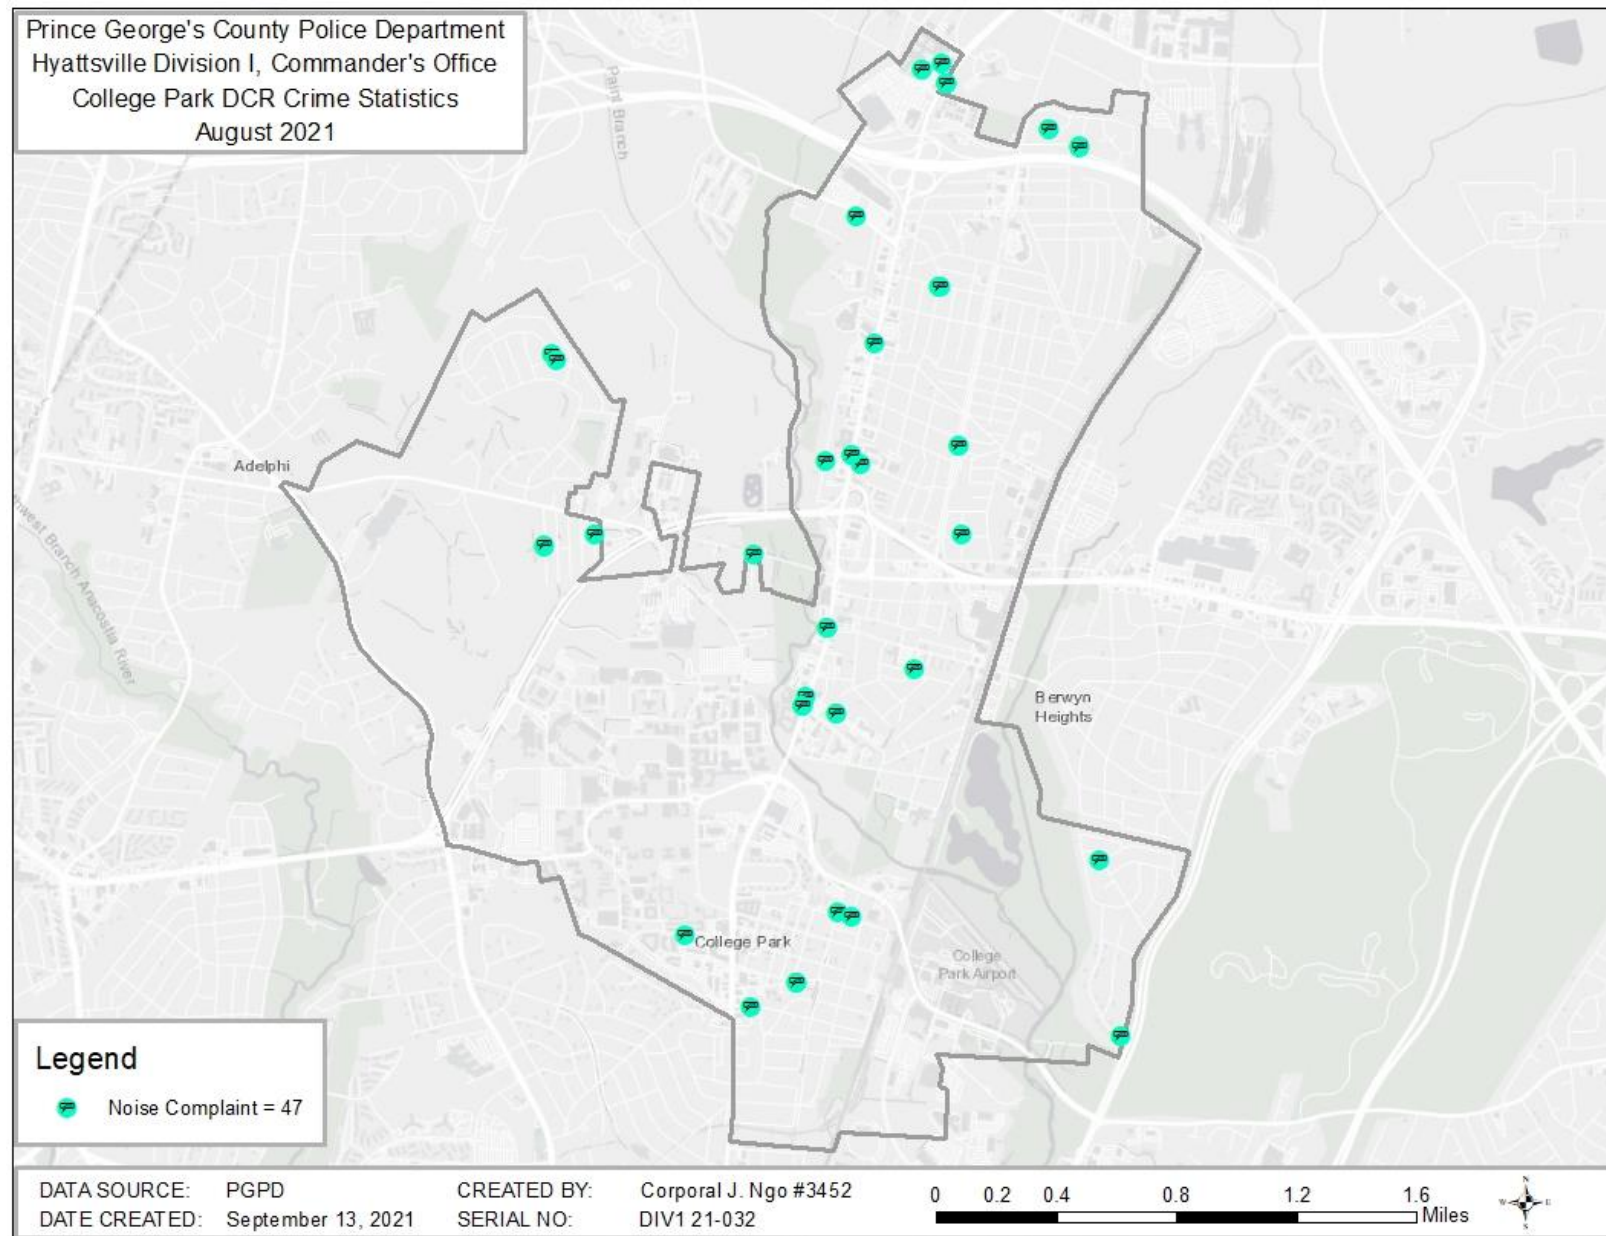 Prince George's County Police Department
Hyattsville Division I, Commander's Office
College Park DCR Crime Statistics
August 2021
Paint Branch
Adelphi
Northwest Branch Anacostia River
Berwyn
Heights
College Park
College
Park Airport
Legend
Noise Complaint = 47
DATA SOURCE: PGPD CREATED BY: Corporal J. Ngo #3452
DATE CREATED: September 13, 2021 SERIAL NO: DIV1 21-032
0 0.2 0.4 0.8 1.2 1.6
Miles
N
W E
S